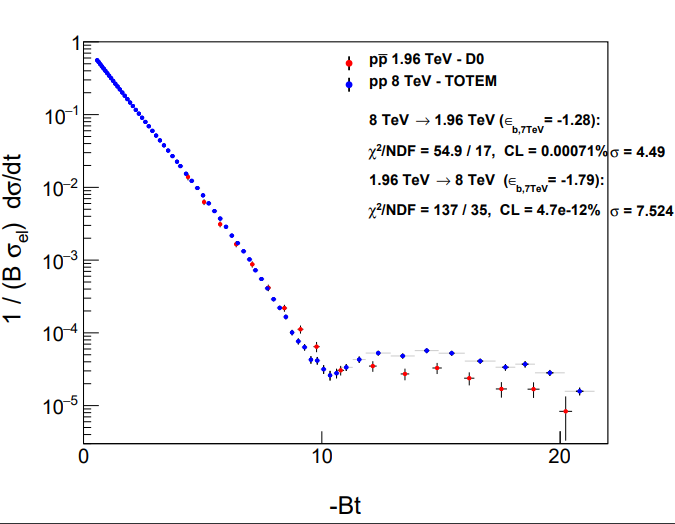 1 / (B σel) dσ/dt
1
10⁻¹
10⁻²
10⁻³
10⁻⁴
10⁻⁵
pp̅ 1.96 TeV - D0
pp 8 TeV - TOTEM
8 TeV → 1.96 TeV (∈b,7TeV= -1.28):
χ²/NDF = 54.9 / 17, CL = 0.00071% σ = 4.49
1.96 TeV → 8 TeV (∈b,7TeV= -1.79):
χ²/NDF = 137 / 35, CL = 4.7e-12% σ = 7.524
0 10 20
-Bt